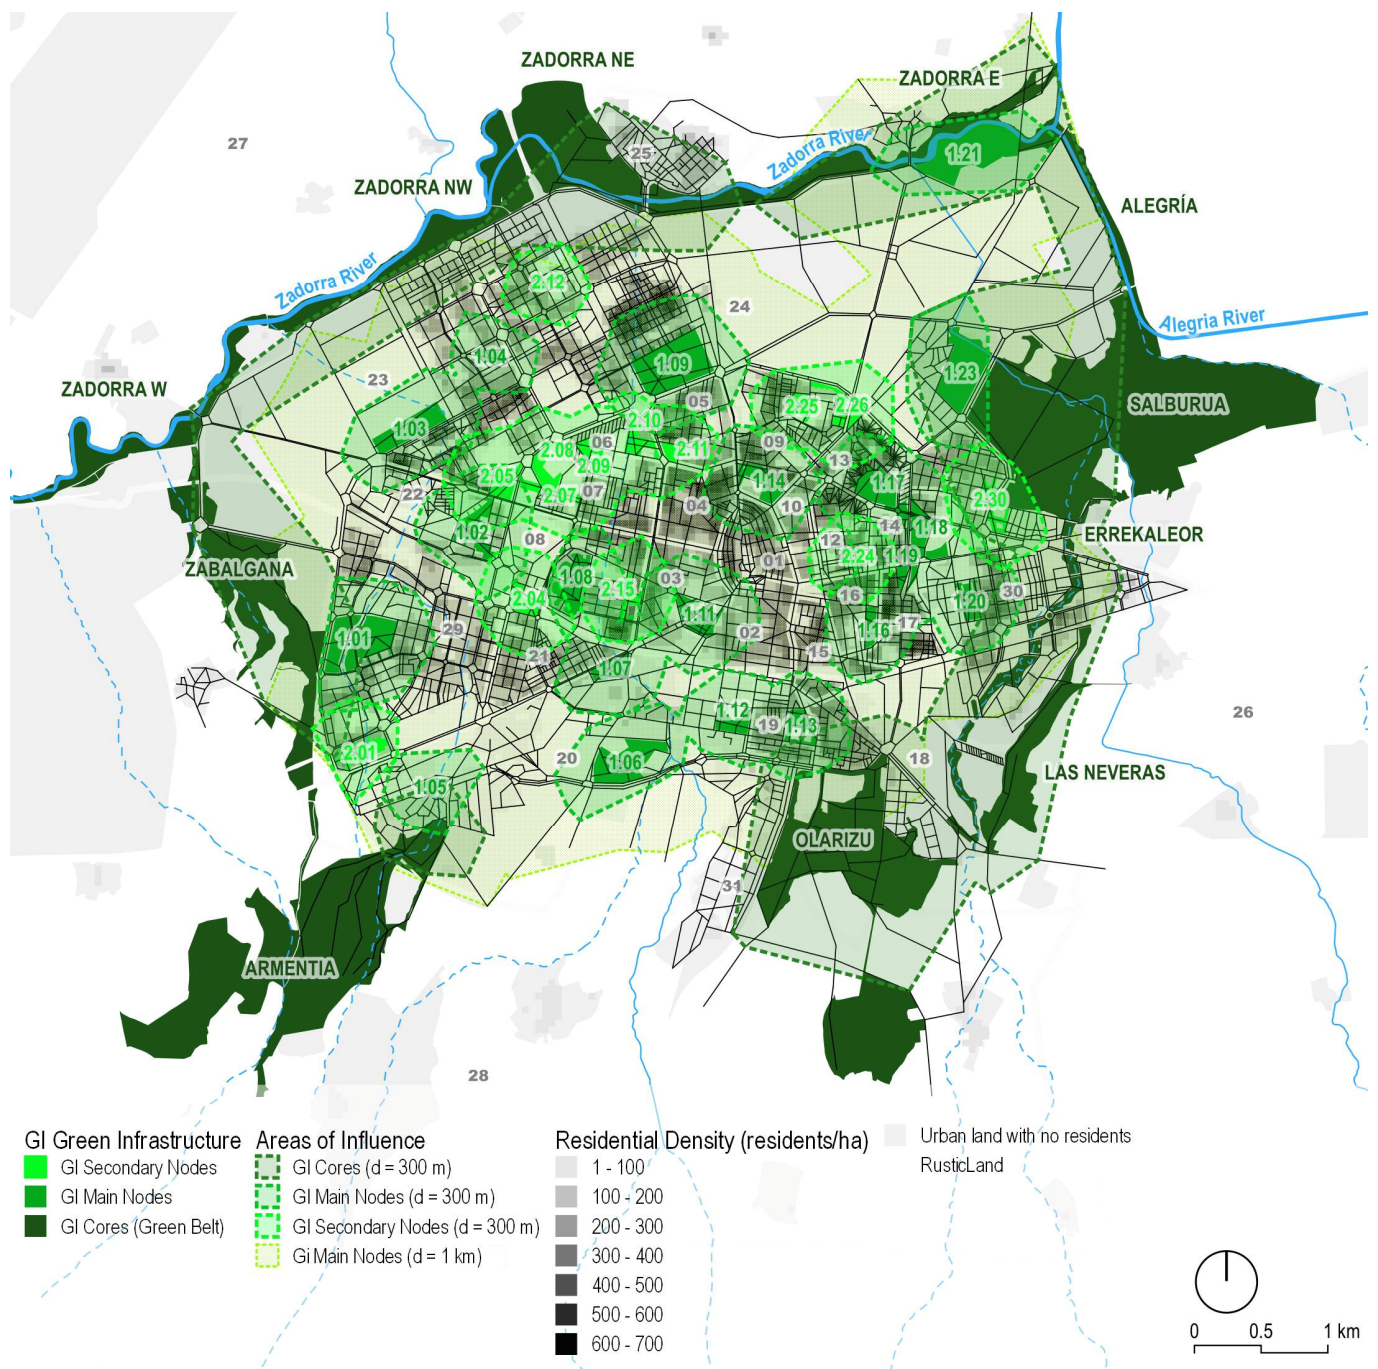 ZADORRA NE
ZADORRA E
27
25
Zadorra River
1.21
ZADORRA NW
ALEGRÍA
Zadorra River
2.12
24
Alegria River
1.04
1.09
1.23
23
ZADORRA W
05
SALBURUA
2.25
2.26
2.10
1.03
06
09
2.08
2.11
13
2.09
2.05
1.14
1.17
07
22
2.07
2.30
04
10
1.02
14
1.18
08
12
ERREKALEOR
2.24
1.19
01
ZABALGANA
1.08
03
2.15
30
2.04
16
1.20
1.11
17
29
1.16
02
1.01
15
21
1.07
1.12
19
1.13
26
2.01
20
1.06
18
LAS NEVERAS
1.05
OLARIZU
31
ARMENTIA
28
GI Green Infrastructure
GI Secondary Nodes
GI Main Nodes
GI Cores (Green Belt)
Areas of Influence
GI Cores (d = 300 m)
GI Main Nodes (d = 300 m)
GI Secondary Nodes (d = 300 m)
Gi Main Nodes (d = 1 km)
Residential Density (residents/ha)
1 - 100
100 - 200
200 - 300
300 - 400
400 - 500
500 - 600
600 - 700
Urban land with no residents
RusticLand
0 0.5 1 km